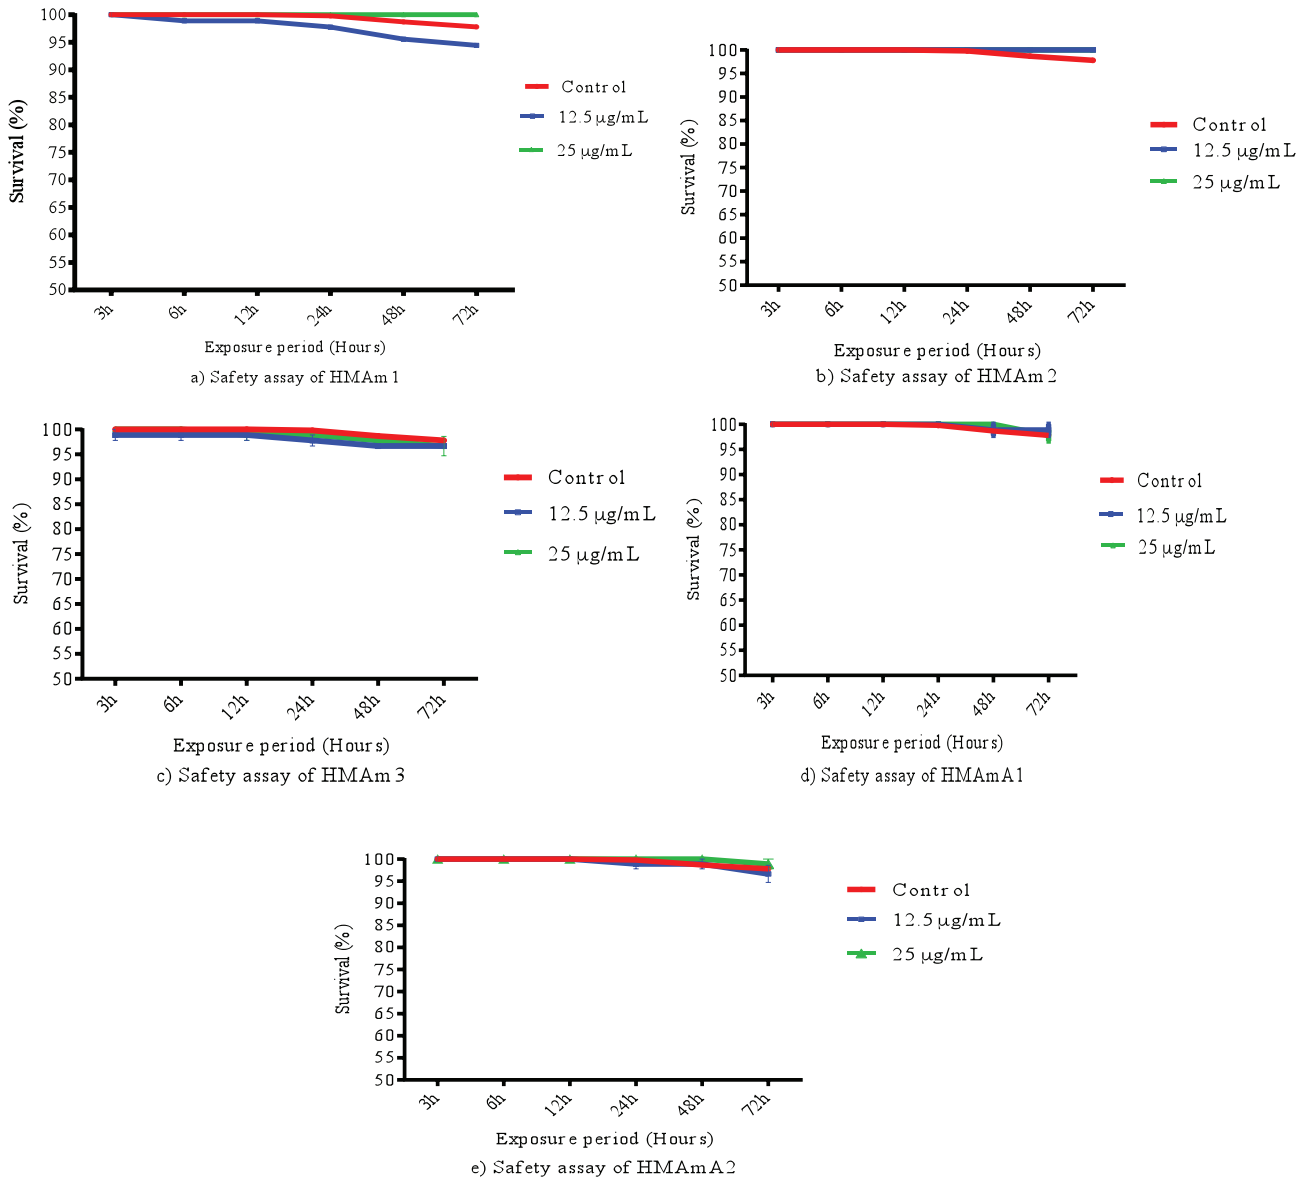 Survival (%)
100
95
90
85
80
75
70
65
60
55
50
3h
6h
12h
24h
48h
72h
Exposure period (Hours)
a) Safety assay of HMAm1
Control
12.5 µg/mL
25 µg/mL
Survival (%)
100
95
90
85
80
75
70
65
60
55
50
3h
6h
12h
24h
48h
72h
Exposure period (Hours)
b) Safety assay of HMAm2
Control
12.5 µg/mL
25 µg/mL
Survival (%)
100
95
90
85
80
75
70
65
60
55
50
3h
6h
12h
24h
48h
72h
Exposure period (Hours)
c) Safety assay of HMAm3
Control
12.5 µg/mL
25 µg/mL
Survival (%)
100
95
90
85
80
75
70
65
60
55
50
3h
6h
12h
24h
48h
72h
Exposure period (Hours)
d) Safety assay of HMAmA1
Control
12.5 µg/mL
25 µg/mL
Survival (%)
100
95
90
85
80
75
70
65
60
55
50
3h
6h
12h
24h
48h
72h
Exposure period (Hours)
e) Safety assay of HMAmA2
Control
12.5 µg/mL
25 µg/mL